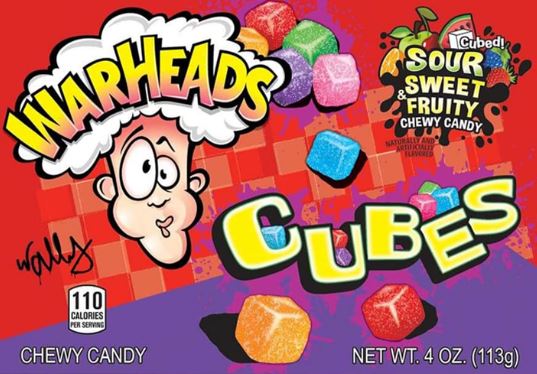 WARHEADS
Cubed!
SOUR
SWEET
& FRUITY
CHEWY CANDY
NATURALLY AND
ARTIFICIALLY
FLAVORED
CUBES
Wally
110
CALORIES
PER SERVING
CHEWY CANDY
NET WT. 4 OZ. (113g)